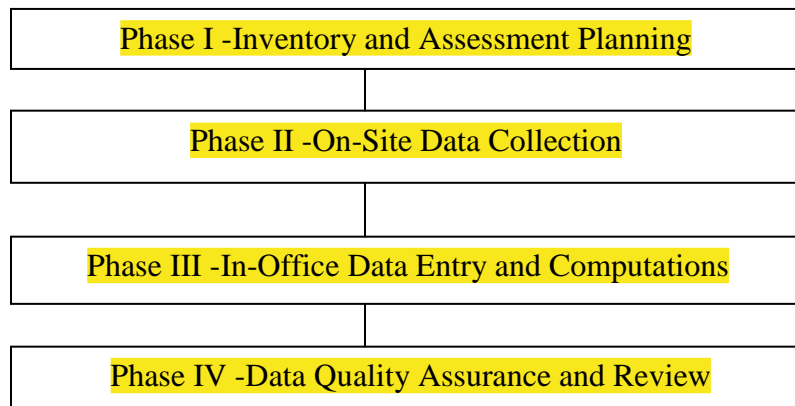 Phase I -Inventory and Assessment Planning
Phase II -On-Site Data Collection
Phase III -In-Office Data Entry and Computations
Phase IV -Data Quality Assurance and Review